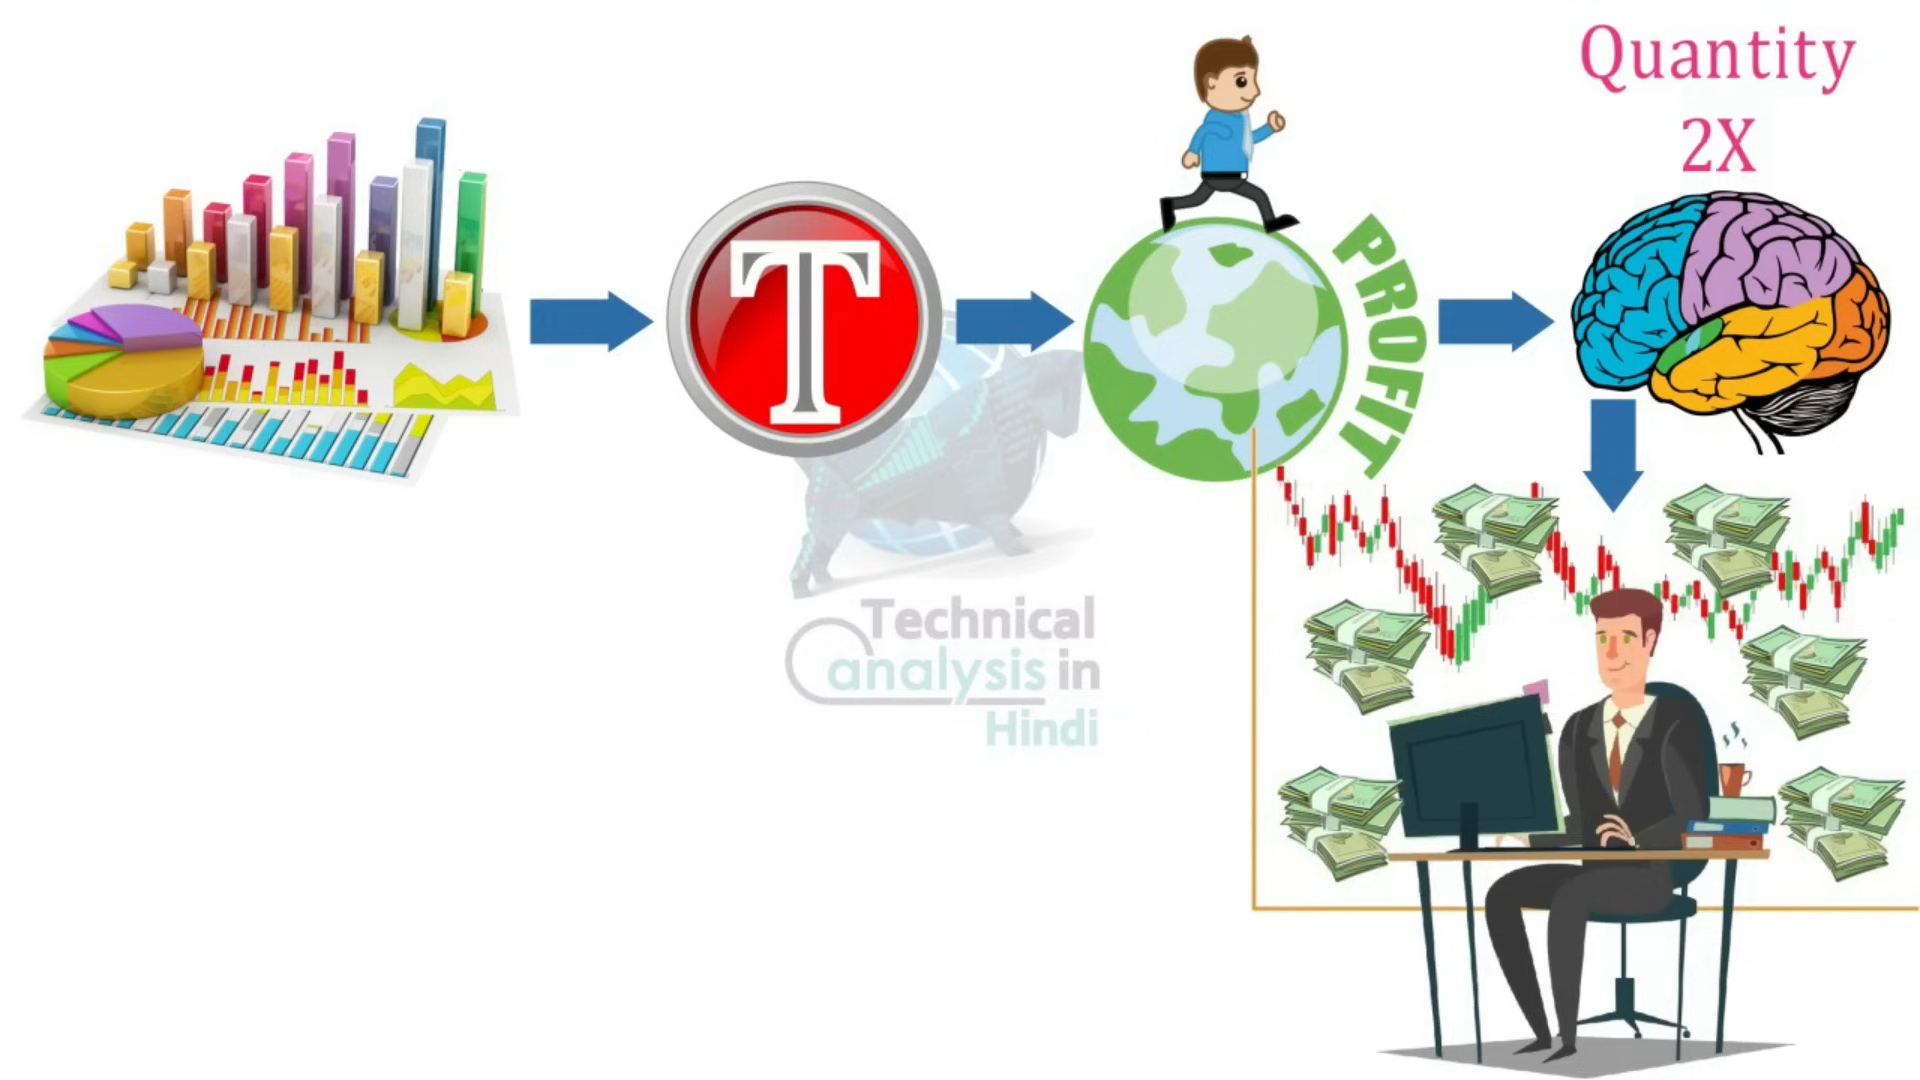 Quantity
2X
T
PROFIT
Technical
analysis in
Hindi